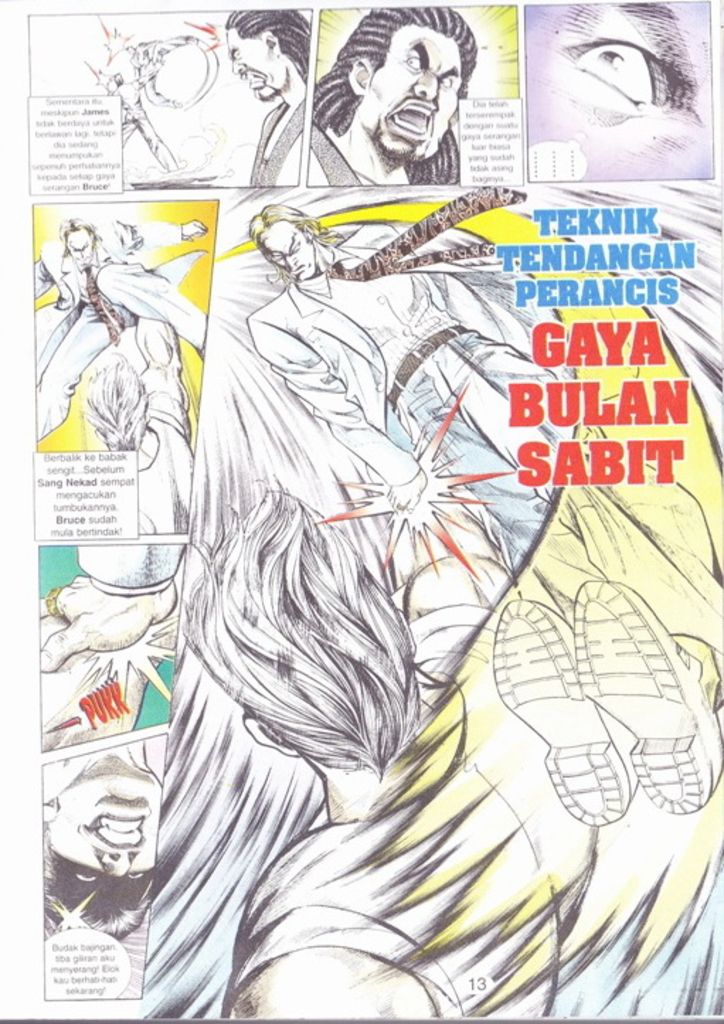 Sementara itu,
meskipun James
tidak berdaya untuk
berlawan lagi, tetapi
dia sedang
menumpukan
sepenuh perhatiannya
kepada setiap gaya
serangan Bruce!
Dia telah
terserempak
dengan suatu
gaya serangan
luar biasa
yang sudah
tidak asing
baginya...
TEKNIK
TENDANGAN
PERANCIS
GAYA
BULAN
SABIT
Berbalik ke babak
sengit...Sebelum
Sang Nekad sempat
mengacukan
tumbukannya,
Bruce sudah
mula bertindak!
PUKK
Budak bajingan,
tiba giliran aku
menyerang! Elok
kau berhati-hati
sekarang!
13